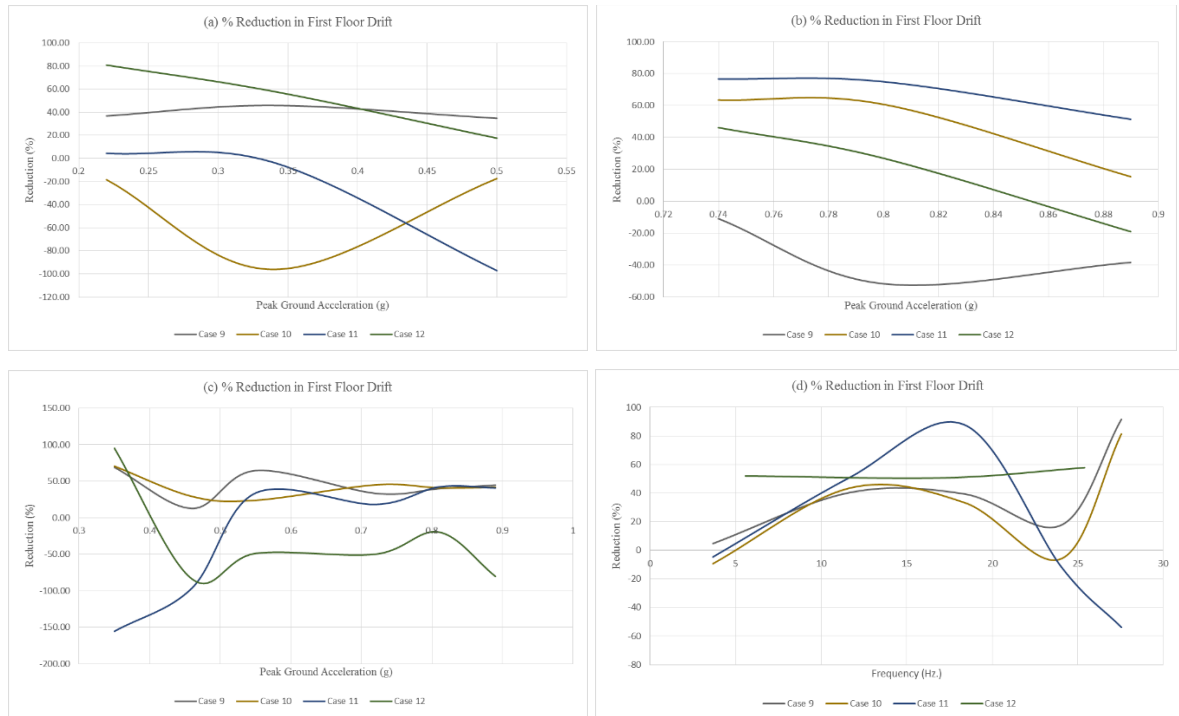 (a) % Reduction in First Floor Drift
100.00
80.00
60.00
40.00
20.00
0.00
-20.00
-40.00
-60.00
-80.00
-100.00
-120.00
Reduction (%)
0.2 0.25 0.3 0.35 0.4 0.45 0.5 0.55
Peak Ground Acceleration (g)
Case 9 Case 10 Case 11 Case 12
(b) % Reduction in First Floor Drift
100.00
80.00
60.00
40.00
20.00
0.00
-20.00
-40.00
-60.00
Reduction (%)
0.72 0.74 0.76 0.78 0.8 0.82 0.84 0.86 0.88 0.9
Peak Ground Acceleration (g)
Case 9 Case 10 Case 11 Case 12
(c) % Reduction in First Floor Drift
150.00
100.00
50.00
0.00
-50.00
-100.00
-150.00
-200.00
Reduction (%)
0.3 0.4 0.5 0.6 0.7 0.8 0.9 1
Peak Ground Acceleration (g)
Case 9 Case 10 Case 11 Case 12
(d) % Reduction in First Floor Drift
100
80
60
40
20
0
-20
-40
-60
-80
Reduction (%)
0 5 10 15 20 25 30
Frequency (Hz.)
Case 9 Case 10 Case 11 Case 12